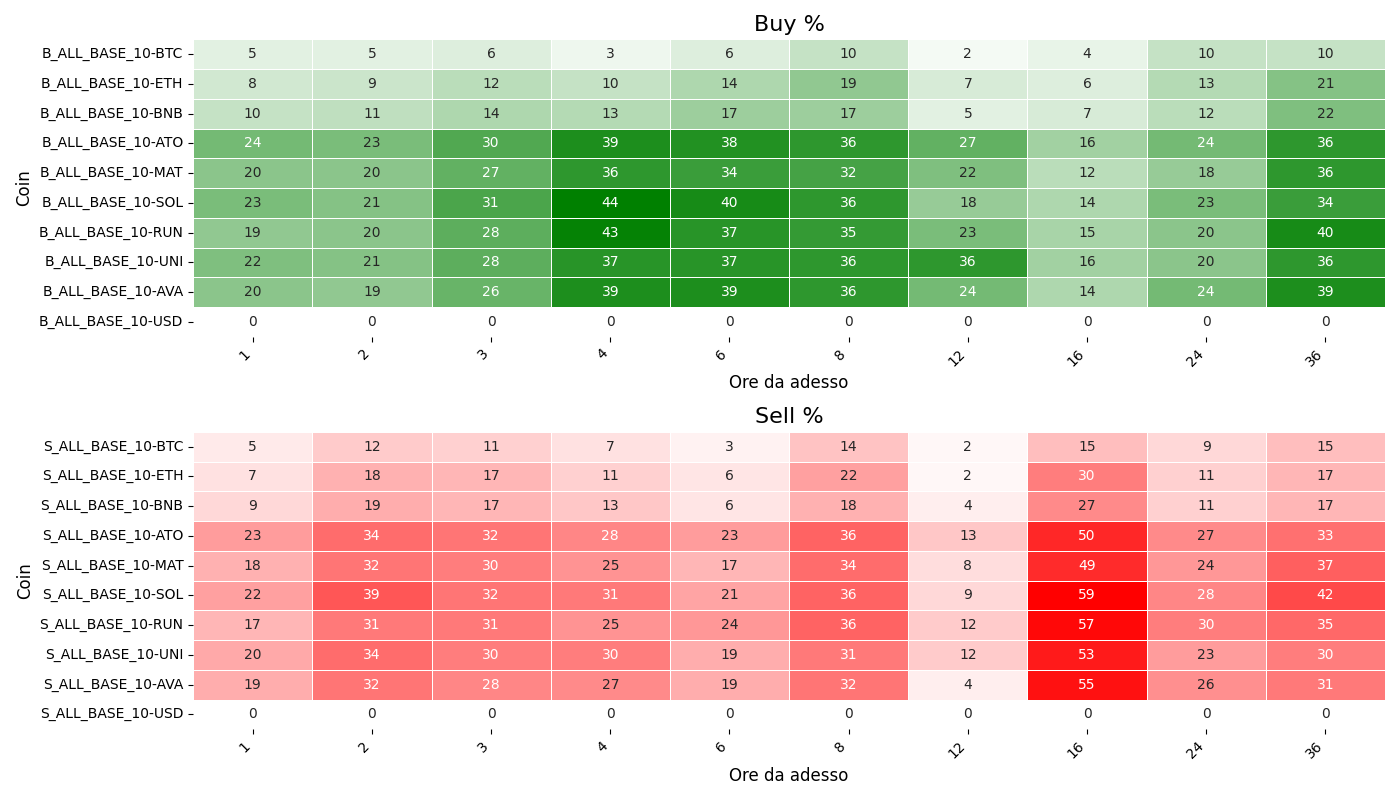 Buy %
Coin
B_ALL_BASE_10-BTC 5 5 6 3 6 10 2 4 10 10
B_ALL_BASE_10-ETH 8 9 12 10 14 19 7 6 13 21
B_ALL_BASE_10-BNB 10 11 14 13 17 17 5 7 12 22
B_ALL_BASE_10-ATO 24 23 30 39 38 36 27 16 24 36
B_ALL_BASE_10-MAT 20 20 27 36 34 32 22 12 18 36
B_ALL_BASE_10-SOL 23 21 31 44 40 36 18 14 23 34
B_ALL_BASE_10-RUN 19 20 28 43 37 35 23 15 20 40
B_ALL_BASE_10-UNI 22 21 28 37 37 36 36 16 20 36
B_ALL_BASE_10-AVA 20 19 26 39 39 36 24 14 24 39
B_ALL_BASE_10-USD 0 0 0 0 0 0 0 0 0 0
1 2 3 4 6 8 12 16 24 36
Ore da adesso
Sell %
Coin
S_ALL_BASE_10-BTC 5 12 11 7 3 14 2 15 9 15
S_ALL_BASE_10-ETH 7 18 17 11 6 22 2 30 11 17
S_ALL_BASE_10-BNB 9 19 17 13 6 18 4 27 11 17
S_ALL_BASE_10-ATO 23 34 32 28 23 36 13 50 27 33
S_ALL_BASE_10-MAT 18 32 30 25 17 34 8 49 24 37
S_ALL_BASE_10-SOL 22 39 32 31 21 36 9 59 28 42
S_ALL_BASE_10-RUN 17 31 31 25 24 36 12 57 30 35
S_ALL_BASE_10-UNI 20 34 30 30 19 31 12 53 23 30
S_ALL_BASE_10-AVA 19 32 28 27 19 32 4 55 26 31
S_ALL_BASE_10-USD 0 0 0 0 0 0 0 0 0 0
1 2 3 4 6 8 12 16 24 36
Ore da adesso